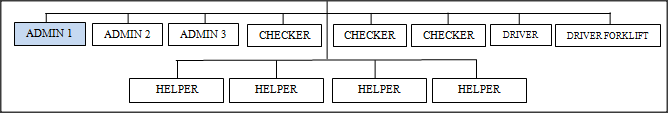 ADMIN 1
ADMIN 2
ADMIN 3
CHECKER
CHECKER
CHECKER
DRIVER
DRIVER FORKLIFT
HELPER
HELPER
HELPER
HELPER